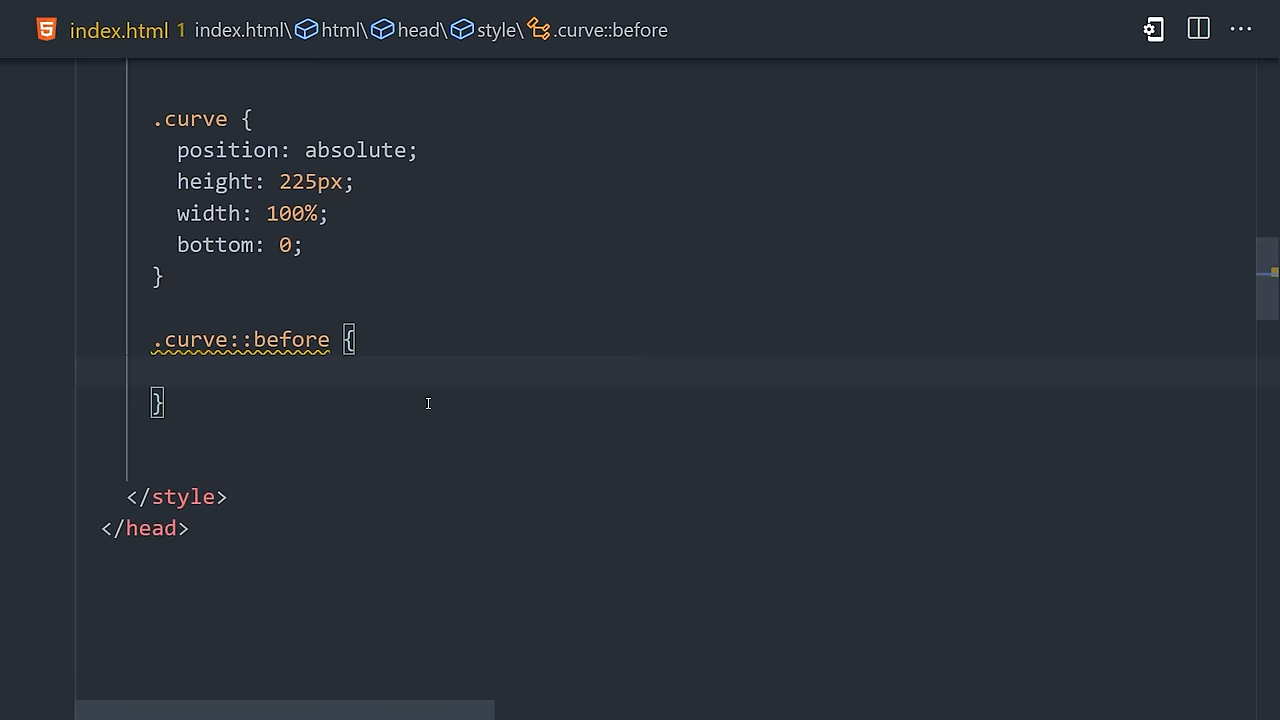 index.html 1 index.html\html\head\style\.curve::before
.curve {
position: absolute;
height: 225px;
width: 100%;
bottom: 0;
}
.curve::before {
}
</style>
</head>